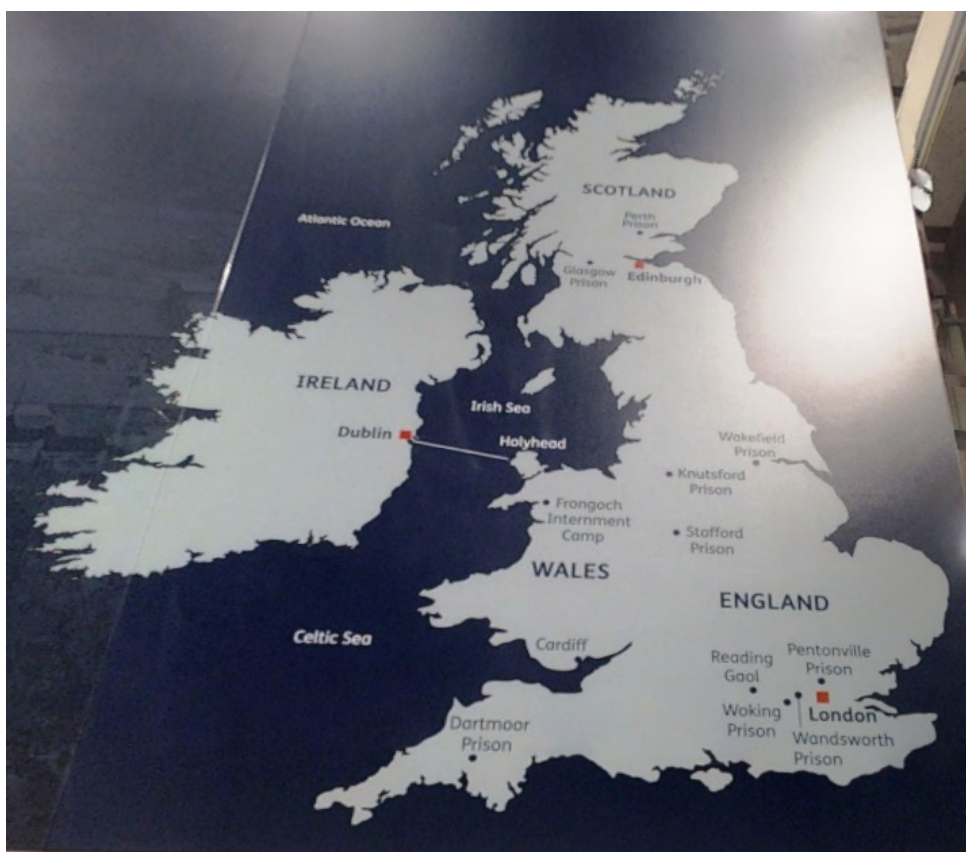 SCOTLAND
Perth
Prison
Atlantic Ocean
Glasgow
Prison
Edinburgh
IRELAND
Irish Sea
Dublin
Holyhead
Wakefield
Prison
Knutsford
Prison
Frongoch
Internment
Camp
Stafford
Prison
WALES
ENGLAND
Celtic Sea
Cardiff
Pentonville
Prison
Reading
Gaol
Woking
Prison
London
Wandsworth
Prison
Dartmoor
Prison